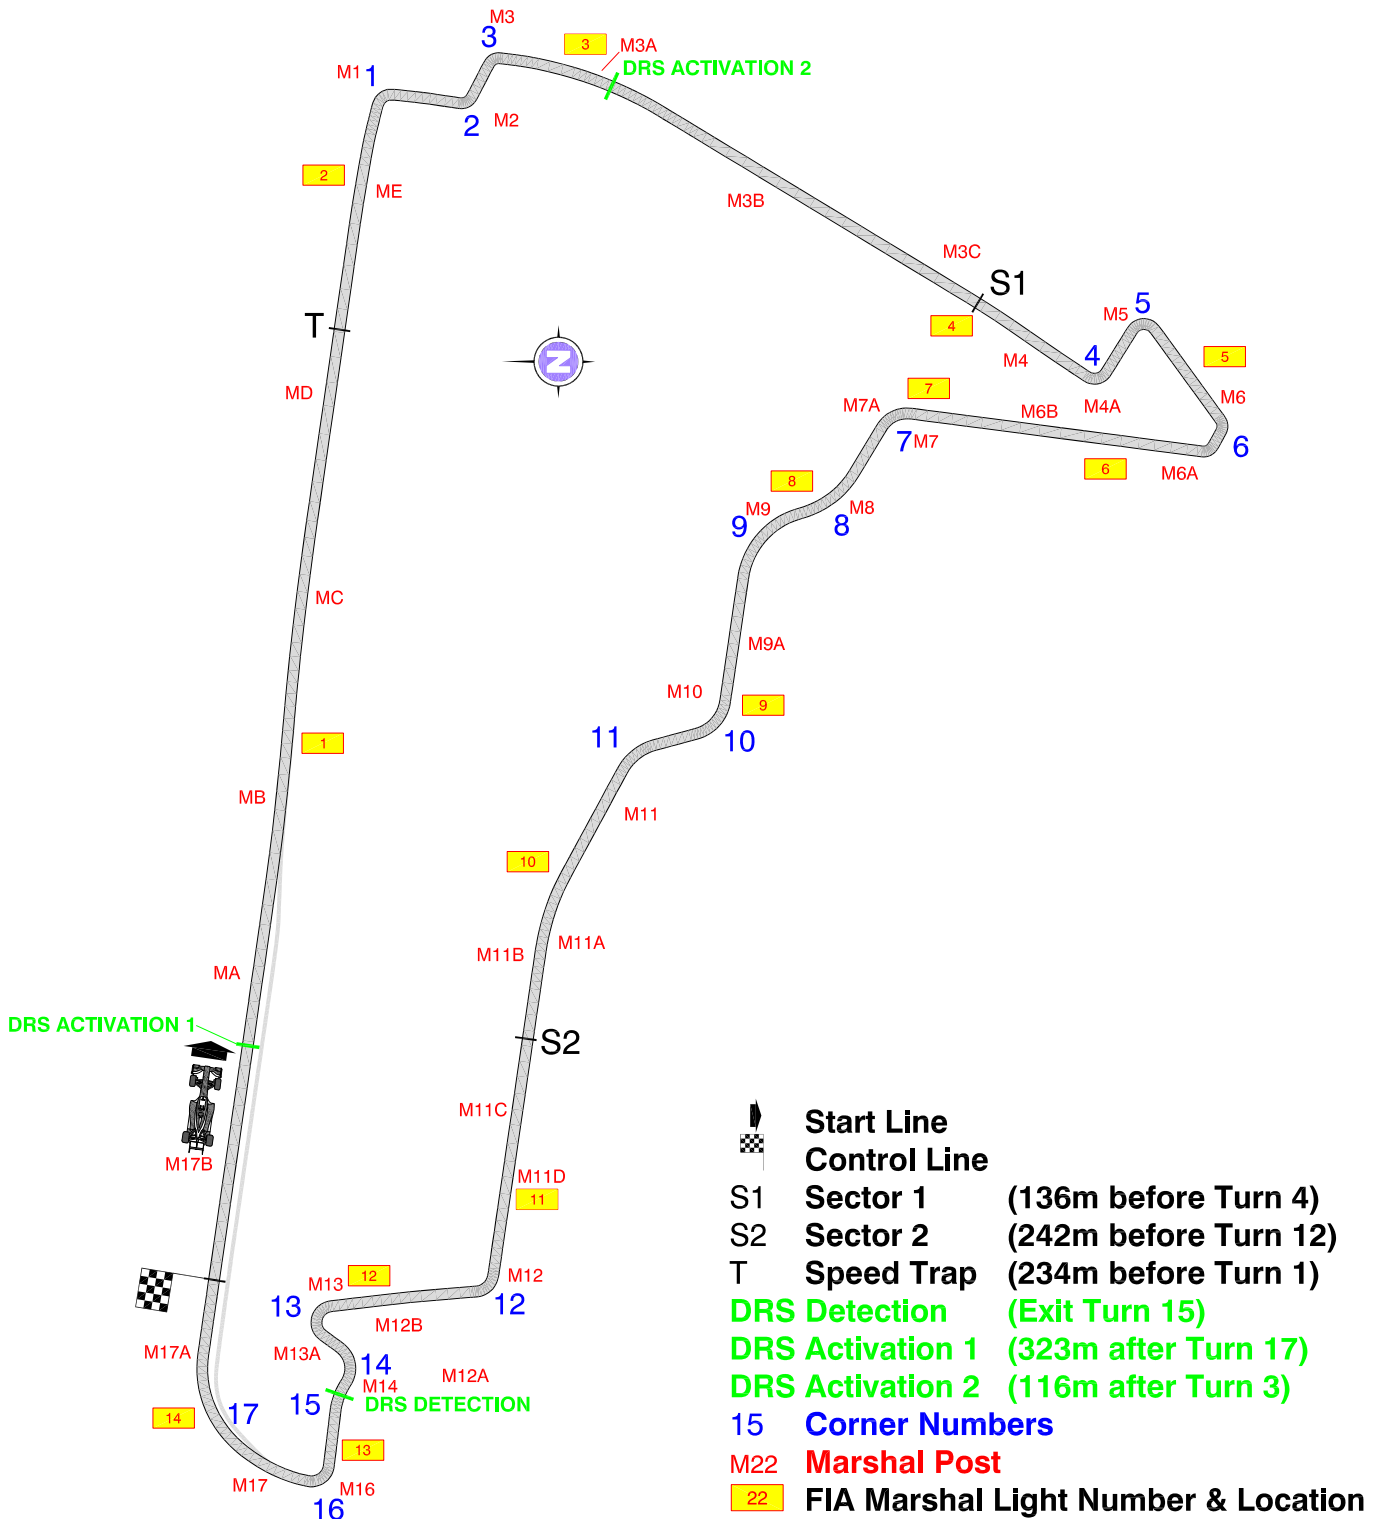 M3
3
3
M3A
DRS ACTIVATION 2
M1
1
2
M2
2
ME
M3B
M3C
S1
4
M4
T
N
M5
5
4
5
M4A
M6
6
7
M7A
7
M7
M6B
6
M6A
MD
8
M9
9
8
M8
MC
M9A
M10
9
10
11
1
MB
M11
10
M11B
M11A
MA
DRS ACTIVATION 1
S2
M11C
M17B
M11D
11
M12
12
12
M13
13
M12B
M17A
M13A
14
M12A
M14
15
DRS DETECTION
14
17
13
M17
M16
16
Start Line
Control Line
S1 Sector 1 (136m before Turn 4)
S2 Sector 2 (242m before Turn 12)
T Speed Trap (234m before Turn 1)
DRS Detection (Exit Turn 15)
DRS Activation 1 (323m after Turn 17)
DRS Activation 2 (116m after Turn 3)
15 Corner Numbers
M22 Marshal Post
22 FIA Marshal Light Number & Location